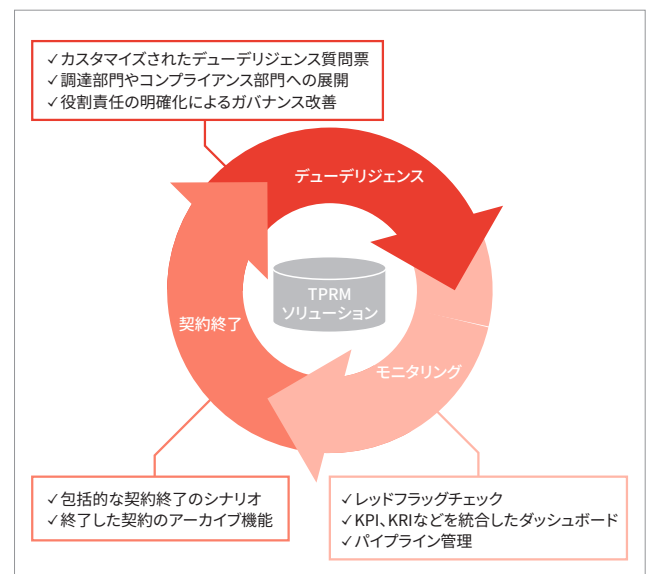 ✓カスタマイズされたデューデリジェンス質問票
✓調達部門やコンプライアンス部門への展開
✓役割責任の明確化によるガバナンス改善
デューデリジェンス
TPRM
ソリューション
契約終了
モニタリング
✓包括的な契約終了のシナリオ
✓終了した契約のアーカイブ機能
✓レッドフラッグチェック
✓KPI、KRIなどを統合したダッシュボード
✓パイプライン管理